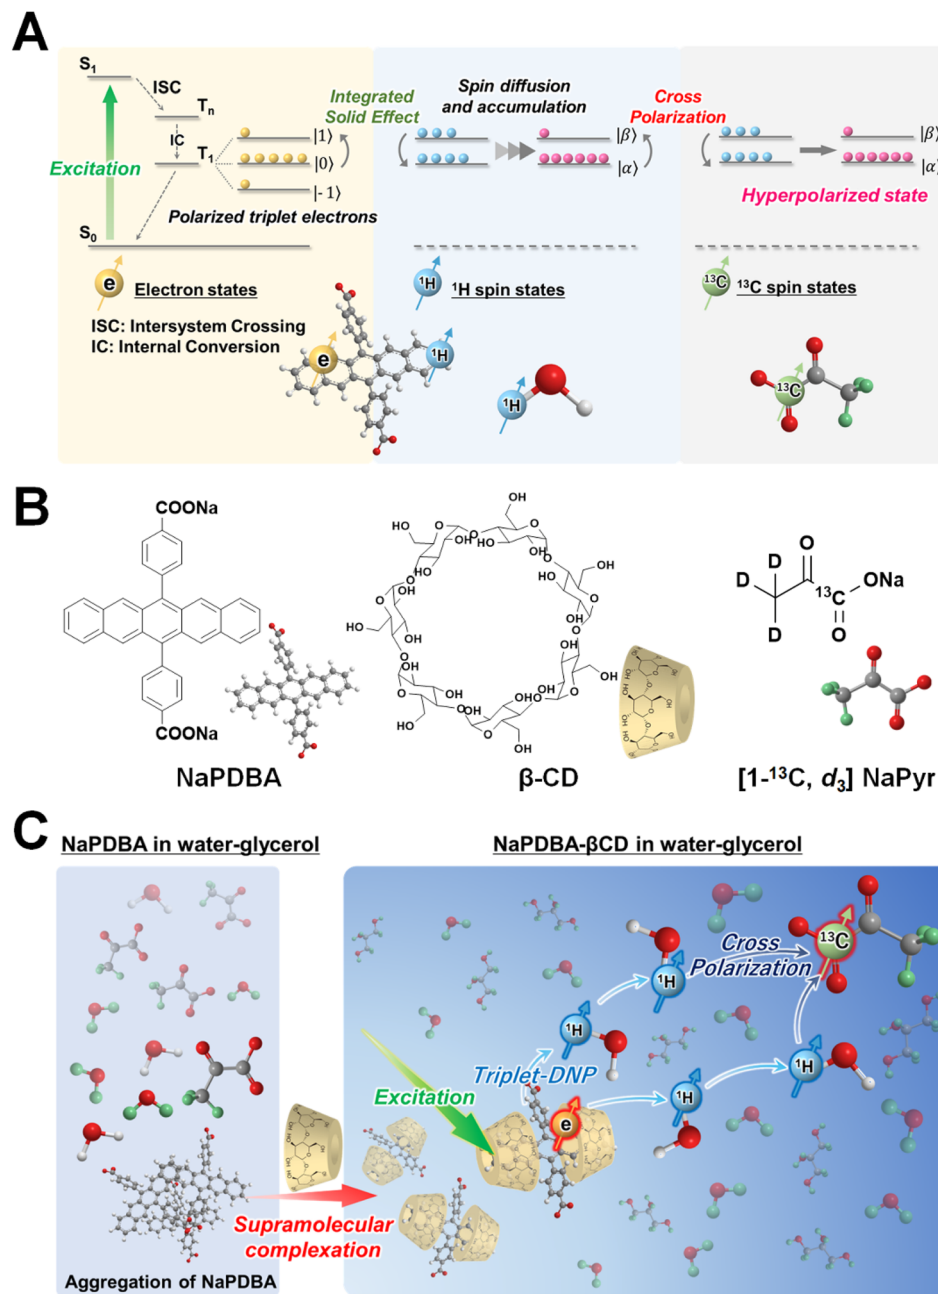 A
S1
ISC
Tn
IC
T1
Excitation
|1⟩
|0⟩
|-1⟩
Polarized triplet electrons
S0
Integrated
Solid Effect
Spin diffusion
and accumulation
|β⟩
|α⟩
Cross
Polarization
|β⟩
|α⟩
Hyperpolarized state
e
Electron states
ISC: Intersystem Crossing
IC: Internal Conversion
e
1H
1H
1H spin states
1H
13C
13C spin states
13C
B
COONa
COONa
NaPDBA
OH
HO
O
OH
β-CD
O
D
D
D
13C
ONa
O
[1-13C, d3] NaPyr
C
NaPDBA in water-glycerol
NaPDBA-βCD in water-glycerol
13C
Cross
Polarization
1H
1H
1H
1H
Triplet-DNP
Excitation
e
Supramolecular
complexation
Aggregation of NaPDBA